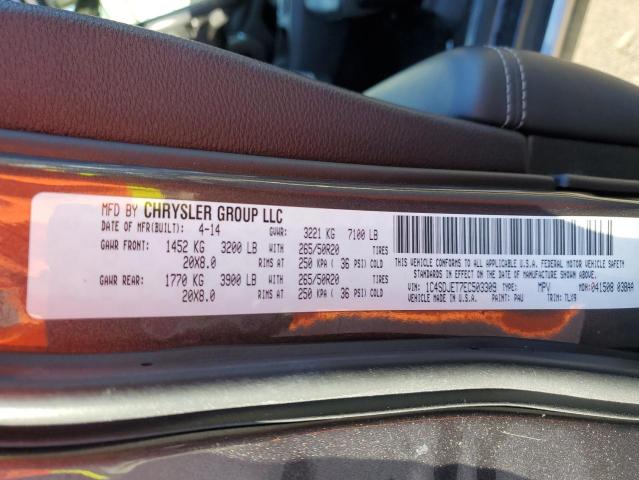 MFD BY CHRYSLER GROUP LLC
DATE OF MFR(BUILT): 4-14 GVWR: 3221 KG 7100 LB
GAWR FRONT: 1452 KG 3200 LB WITH 265/50R20 TIRES
20X8.0 RIMS AT 250 KPA ( 36 PSI) COLD
GAWR REAR: 1770 KG 3900 LB WITH 265/50R20 TIRES
20X8.0 RIMS AT 250 KPA ( 36 PSI) COLD
THIS VEHICLE CONFORMS TO ALL APPLICABLE U.S.A. FEDERAL MOTOR VEHICLE SAFETY
STANDARDS IN EFFECT ON THE DATE OF MANUFACTURE SHOWN ABOVE.
VIN: 1C4SDJET7EC503309 TYPE: MPV MDH: 041508 038AA
VEHICLE MADE IN U.S.A. PAINT: PAU TRIM: TLX9